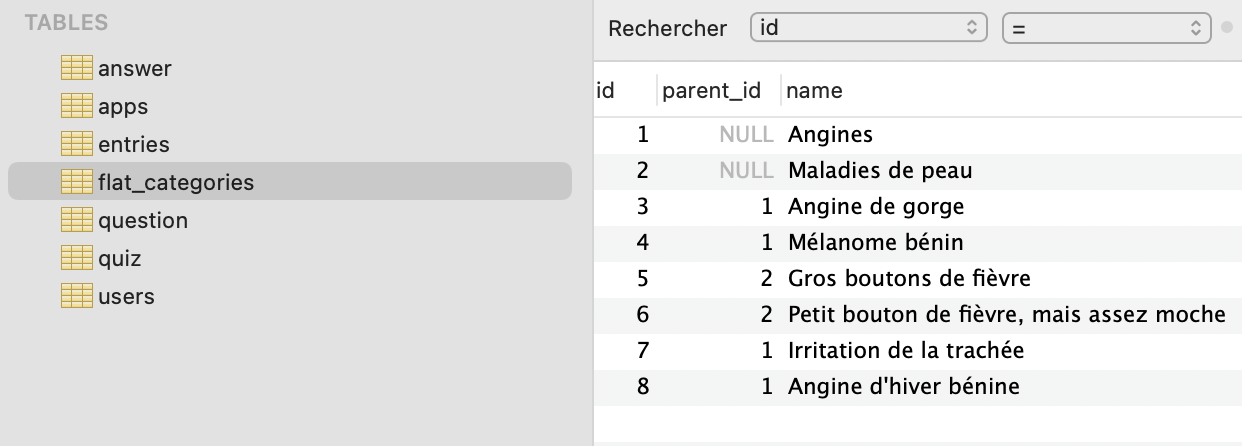 TABLES
answer
apps
entries
flat_categories
question
quiz
users
Rechercher id =
id parent_id name
1 NULL Angines
2 NULL Maladies de peau
3 1 Angine de gorge
4 1 Mélanome bénin
5 2 Gros boutons de fièvre
6 2 Petit bouton de fièvre, mais assez moche
7 1 Irritation de la trachée
8 1 Angine d'hiver bénine